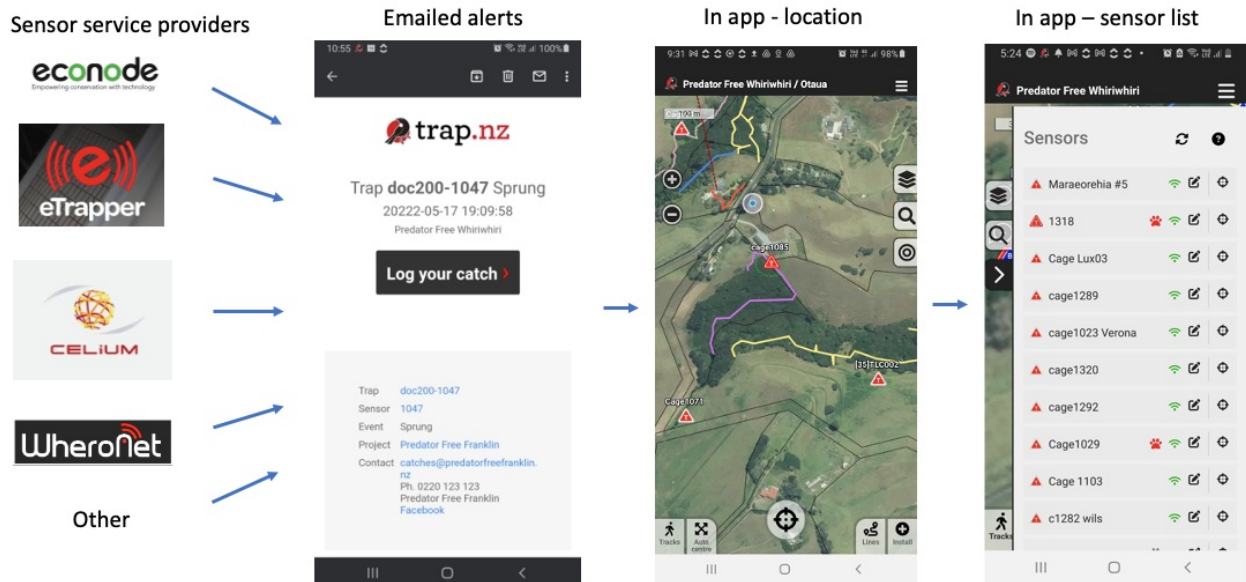 Sensor service providers
econode
Empowering conservation with technology
eTrapper
CELIUM
WheroNet
Other
Emailed alerts
10:55
100%
trap.nz
Trap doc200-1047 Sprung
20222-05-17 19:09:58
Predator Free Whiriwhiri
Log your catch
Trap doc200-1047
Sensor 1047
Event Sprung
Project Predator Free Franklin
Contact catches@predatorfreefranklin.
nz
Ph. 0220 123 123
Predator Free Franklin
Facebook
In app - location
9:31
98%
Predator Free Whiriwhiri / Otaua
cage1085
[35]TLC002
Cage1071
Tracks
Auto centre
Lines
Install
In app – sensor list
5:24
Predator Free Whiriwhiri
Sensors
Maraeorehia #5
1318
Cage Lux03
cage1289
cage1023 Verona
cage1320
cage1292
Cage1029
Cage 1103
c1282 wils
Tracks